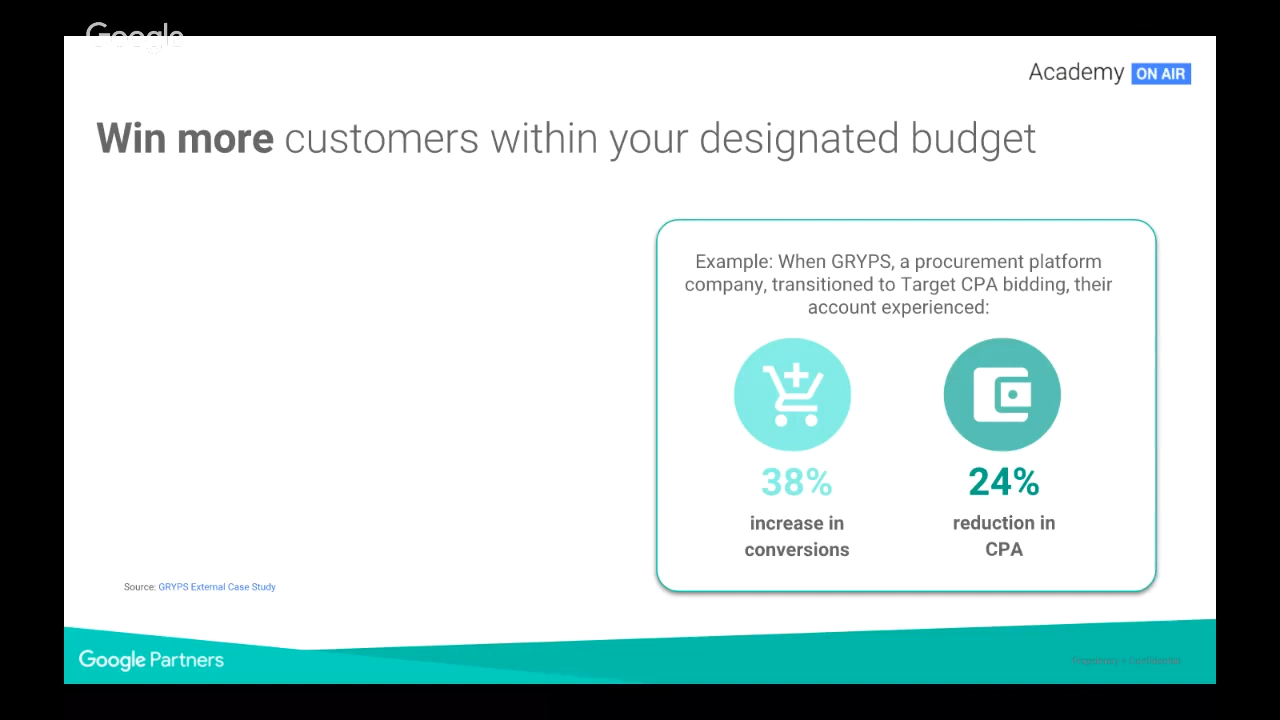 Google
Academy ON AIR
Win more customers within your designated budget
Example: When GRYPS, a procurement platform
company, transitioned to Target CPA bidding, their
account experienced:
38%
increase in
conversions
24%
reduction in
CPA
Source: GRYPS External Case Study
Google Partners
Proprietary + Confidential